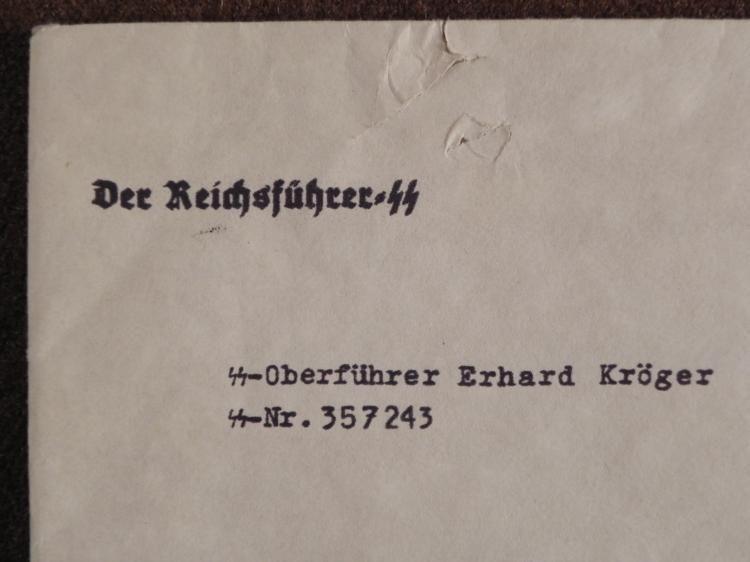 Der Reichsführer-ᛋᛋ
ᛋᛋ-Oberführer Erhard Kröger
ᛋᛋ-Nr. 357243